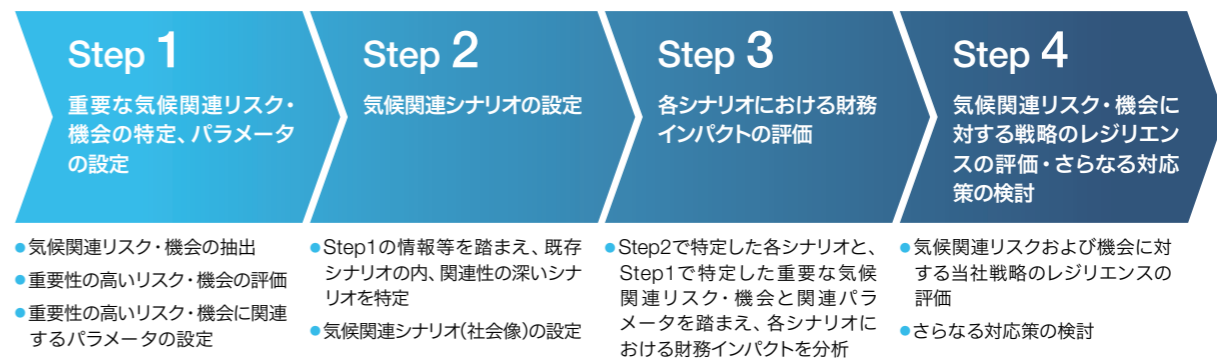 Step 1
重要な気候関連リスク・
機会の特定、パラメータ
の設定
●気候関連リスク・機会の抽出
●重要性の高いリスク・機会の評価
●重要性の高いリスク・機会に関連
するパラメータの設定
Step 2
気候関連シナリオの設定
●Step1の情報等を踏まえ、既存
シナリオの内、関連性の深いシナ
リオを特定
●気候関連シナリオ(社会像)の設定
Step 3
各シナリオにおける財務
インパクトの評価
●Step2で特定した各シナリオと、
Step1で特定した重要な気候
関連リスク・機会と関連パラ
メータを踏まえ、各シナリオに
おける財務インパクトを分析
Step 4
気候関連リスク・機会に
対する戦略のレジリエン
スの評価・さらなる対応
策の検討
●気候関連リスクおよび機会に対
する当社戦略のレジリエンスの
評価
●さらなる対応策の検討